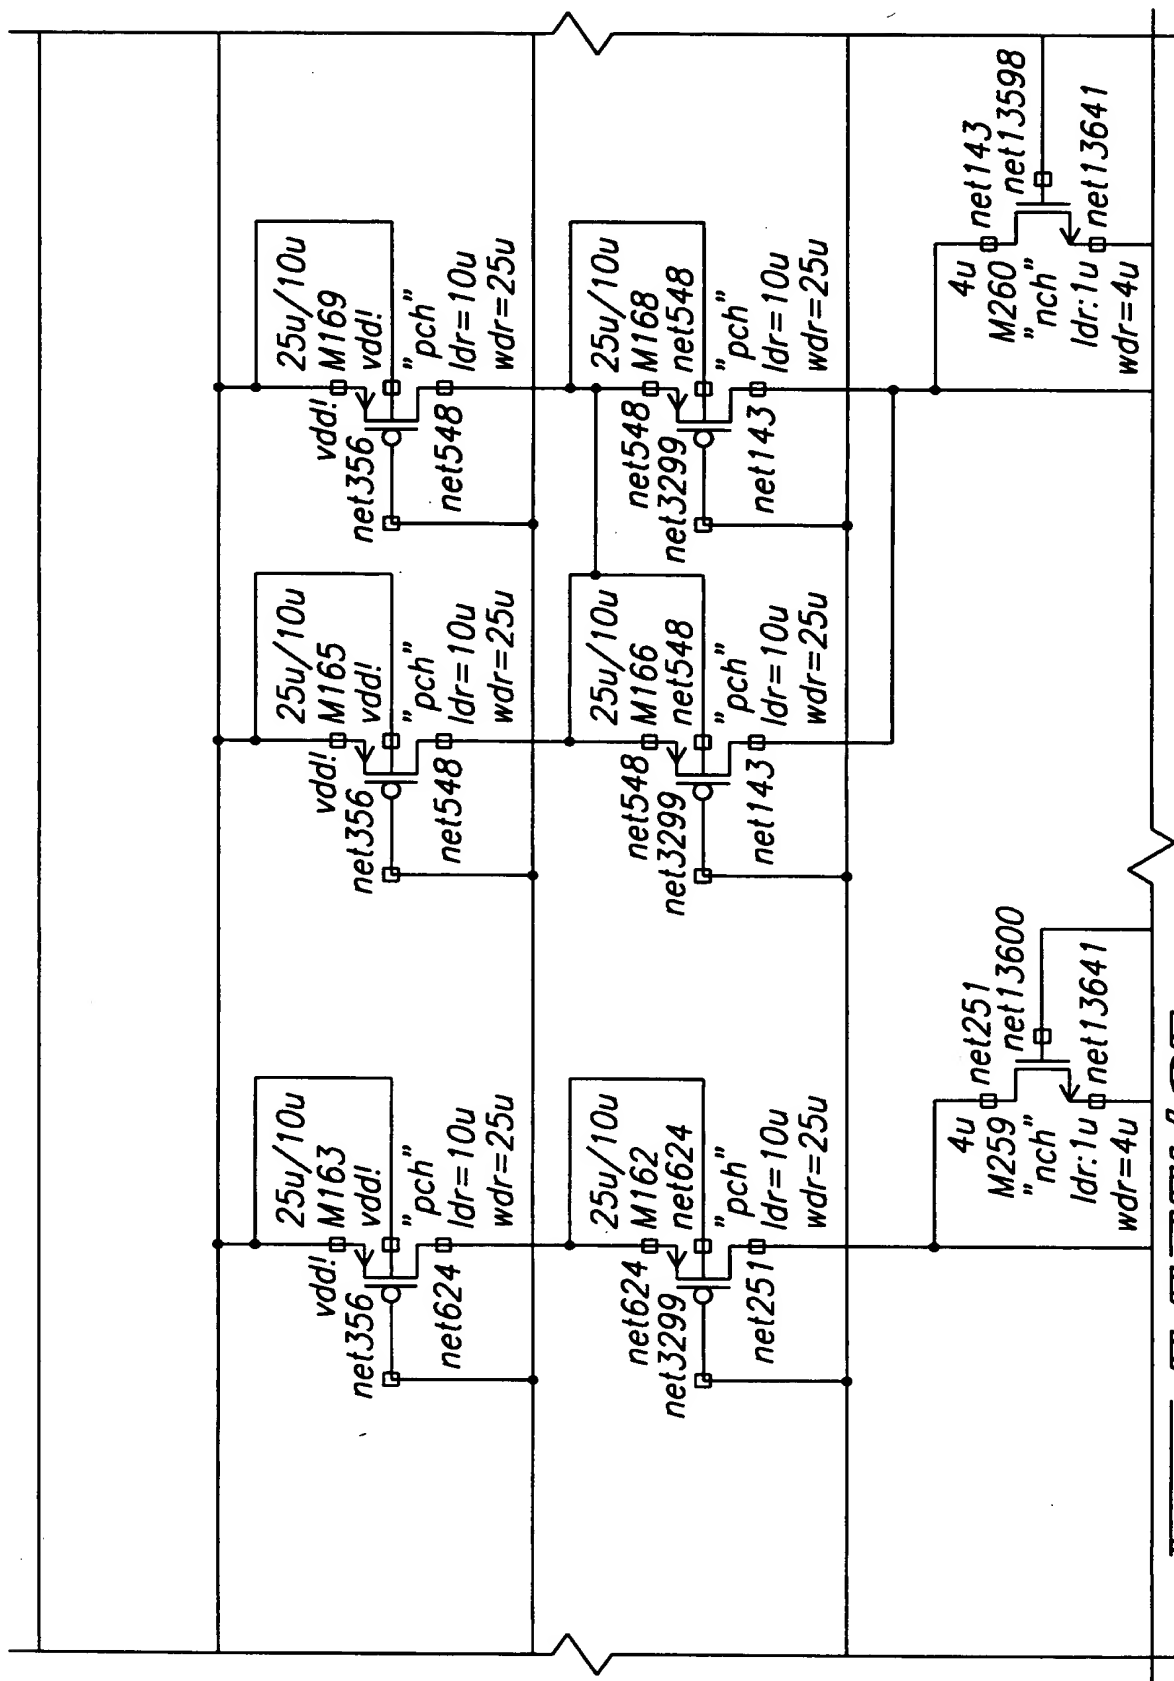 25u/10u
M163
vdd!
vdd!
net356
"pch"
net624
ldr=10u
wdr=25u
25u/10u
M165
vdd!
vdd!
net356
"pch"
net548
ldr=10u
wdr=25u
25u/10u
M169
vdd!
vdd!
net356
"pch"
net548
ldr=10u
wdr=25u
25u/10u
M162
net624
net624
net3299
"pch"
net251
ldr=10u
wdr=25u
25u/10u
M166
net548
net548
net3299
"pch"
net143
ldr=10u
wdr=25u
25u/10u
M168
net548
net548
net3299
"pch"
net143
ldr=10u
wdr=25u
4u
M259
"nch"
ldr:1u
wdr=4u
net251
net13600
net13641
4u
M260
"nch"
ldr:1u
wdr=4u
net143
net13598
net13641